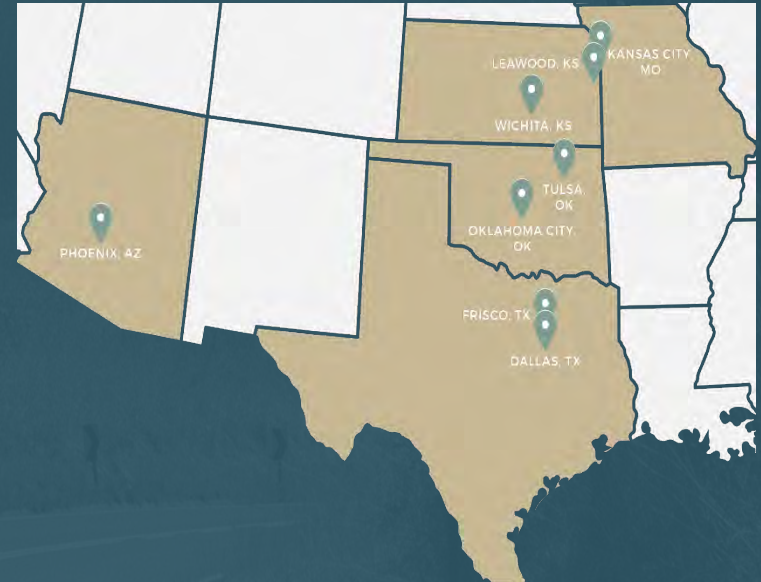 LEAWOOD, KS
KANSAS CITY
MO
WICHITA, KS
TULSA,
OK
OKLAHOMA CITY,
OK
PHOENIX, AZ
FRISCO, TX
DALLAS, TX